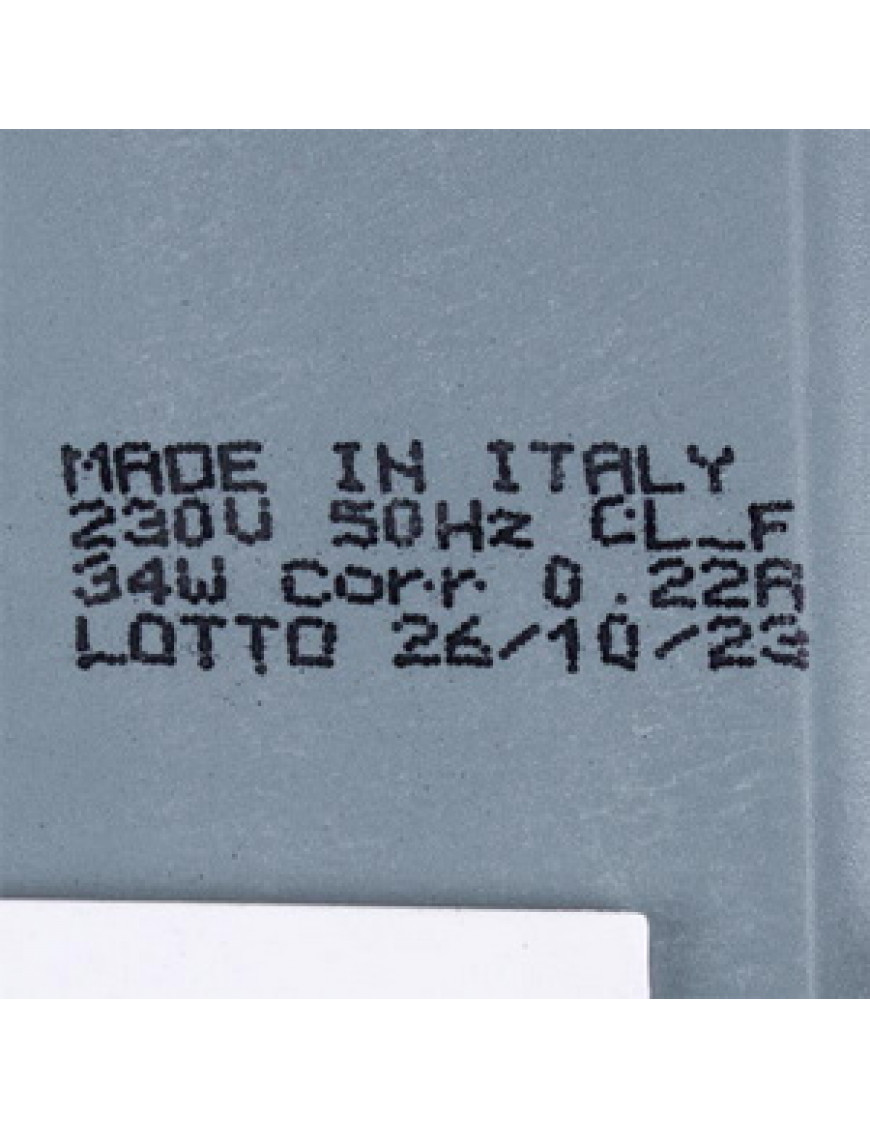 MADE IN ITALY
230V 50Hz CL_F
34W Corr 0.22A
LOTTO 26/10/23